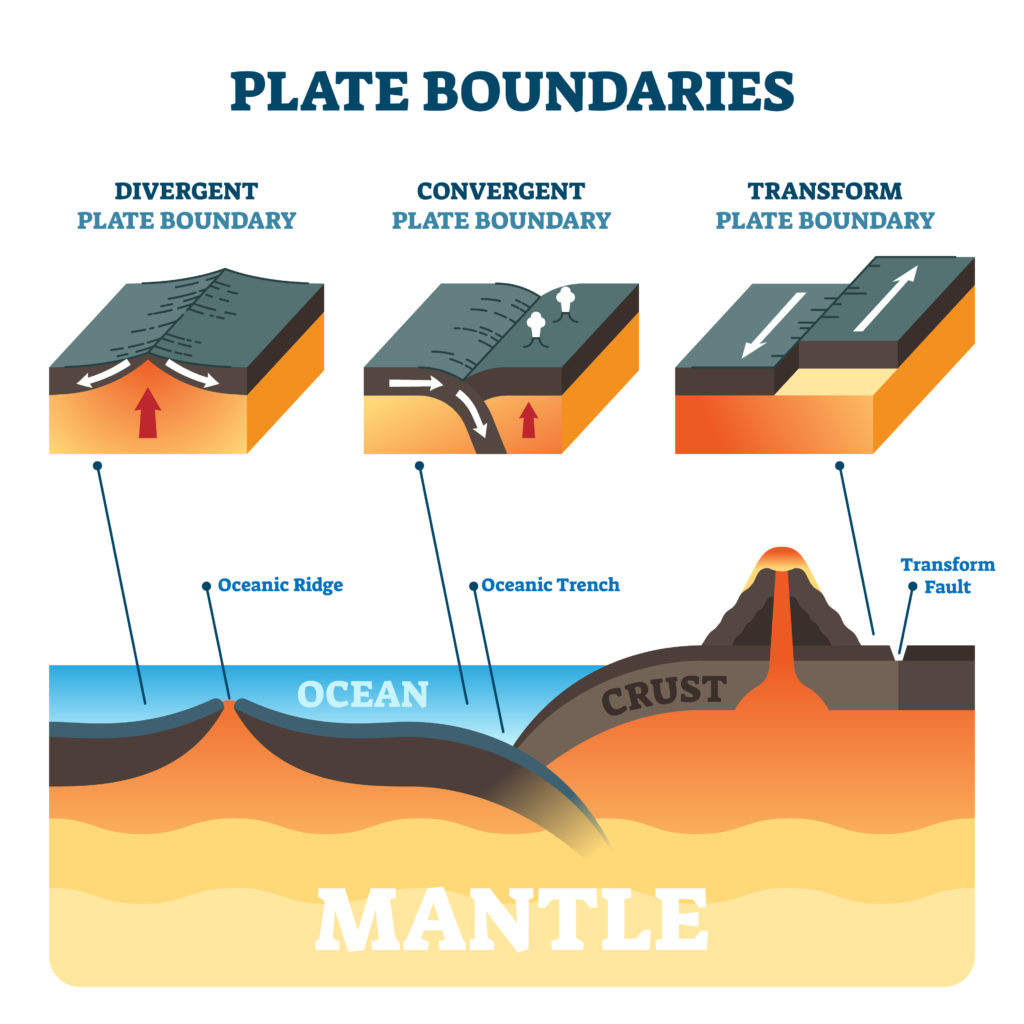 PLATE BOUNDARIES
DIVERGENT
PLATE BOUNDARY
CONVERGENT
PLATE BOUNDARY
TRANSFORM
PLATE BOUNDARY
Oceanic Ridge
Oceanic Trench
Transform
Fault
OCEAN
CRUST
MANTLE